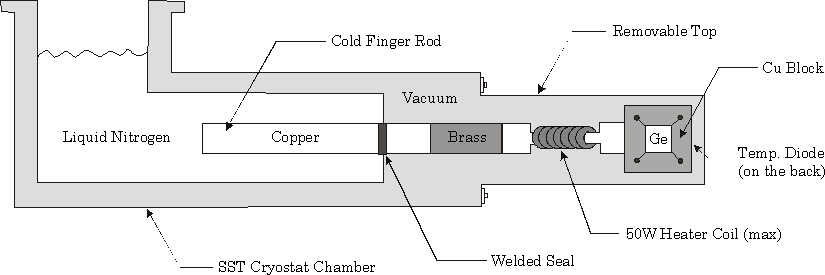 Removable Top
Cold Finger Rod
Cu Block
Vacuum
Liquid Nitrogen
Copper
Brass
Ge
Temp. Diode
(on the back)
50W Heater Coil (max)
Welded Seal
SST Cryostat Chamber